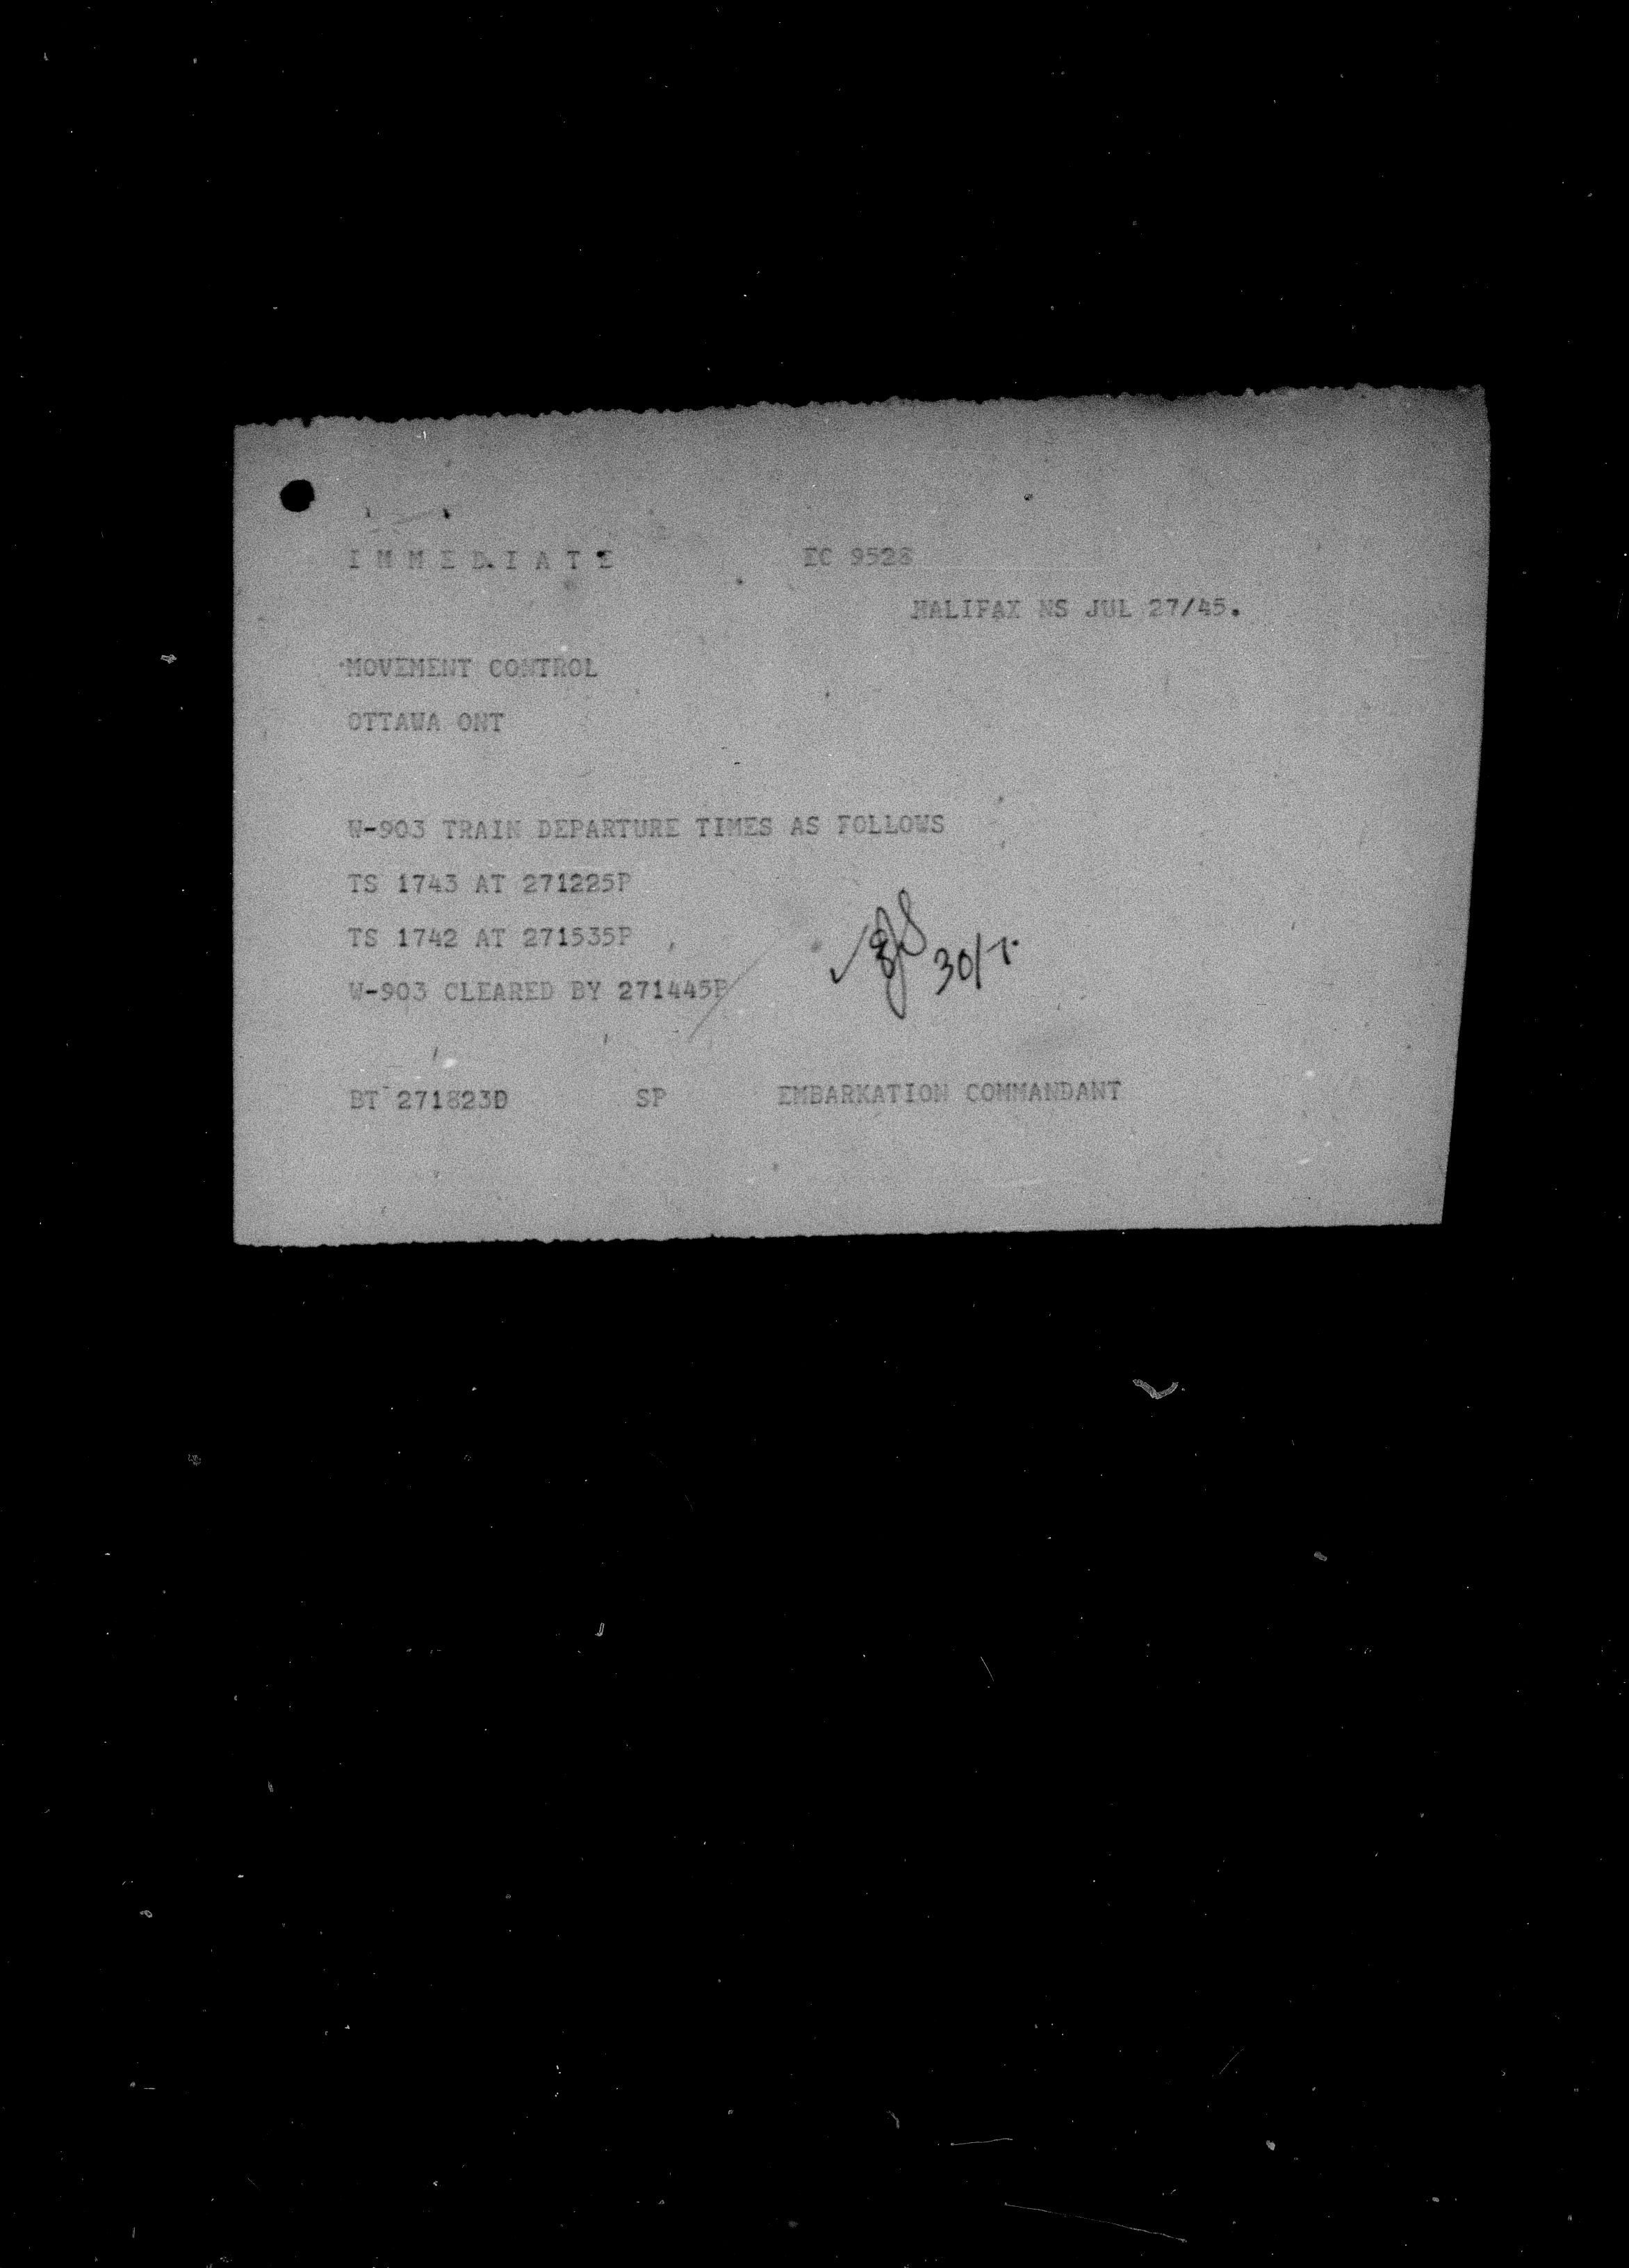 IMMEDIATE EC 9528
HALIFAX NS JUL 27/45.
MOVEMENT CONTROL
OTTAWA ONT
W-903 TRAIN DEPARTURE TIMES AS FOLLOWS
TS 1743 AT 271225P
TS 1742 AT 271535P
30/7.
W-903 CLEARED BY 271445P
BT 271823D SP EMBARKATION COMMANDANT